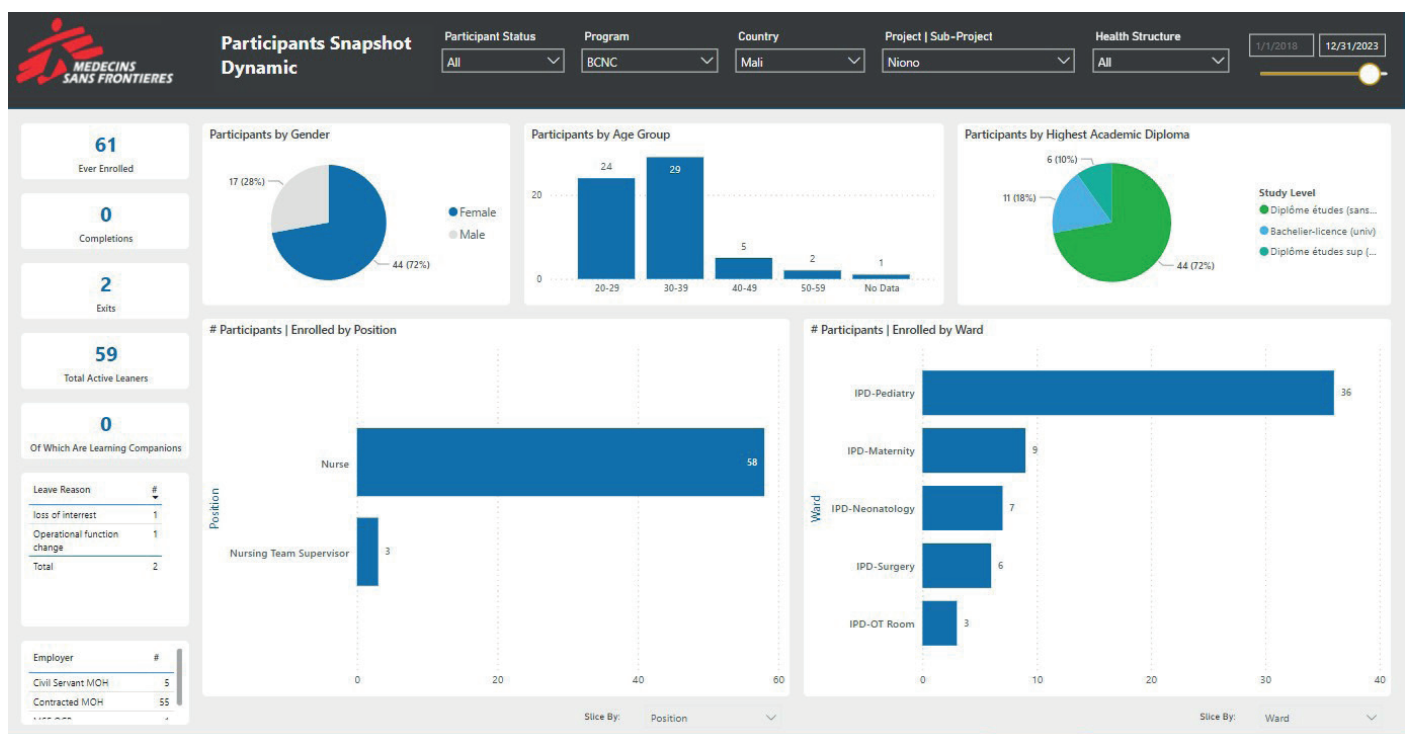 MEDECINS
SANS FRONTIERES
Participants Snapshot
Dynamic
Participant Status
All
Program
BCNC
Country
Mali
Project | Sub-Project
Niono
Health Structure
All
1/1/2018
12/31/2023
61
Ever Enrolled
0
Completions
2
Exits
59
Total Active Leaners
0
Of Which Are Learning Companions
Leave Reason #
loss of interrest 1
Operational function 1
change
Total 2
Employer #
Civil Servant MOH 5
Contracted MOH 55
Participants by Gender
17 (28%)
44 (72%)
Female
Male
Participants by Age Group
20
0
24
29
5
2
1
20-29
30-39
40-49
50-59
No Data
Participants by Highest Academic Diploma
6 (10%)
11 (18%)
44 (72%)
Study Level
Diplôme études (sans...
Bachelier-licence (univ)
Diplôme études sup (...
# Participants | Enrolled by Position
Position
Nurse
58
Nursing Team Supervisor
3
0
20
40
60
Slice By: Position
# Participants | Enrolled by Ward
Ward
0
10
20
30
40
IPD-Pediatry
36
IPD-Maternity
9
IPD-Neonatology
7
IPD-Surgery
6
IPD-OT Room
3
0
10
20
30
40
Slice By: Ward